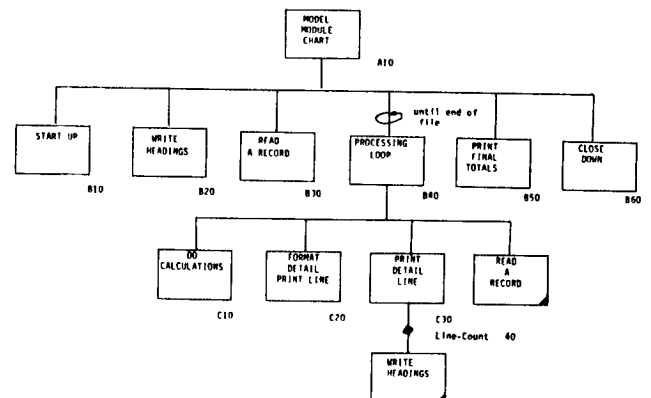 MODEL
MODULE
CHART
A10
until end of
file
START UP
WRITE
HEADINGS
READ
A RECORD
PROCESSING
LOOP
PRINT
FINAL
TOTALS
CLOSE
DOWN
B10
B20
B30
B40
B50
B60
DO
CALCULATIONS
FORMAT
DETAIL
PRINT LINE
PRINT
DETAIL
LINE
READ
A
RECORD
C10
C20
C30
Line-Count 40
WRITE
HEADINGS